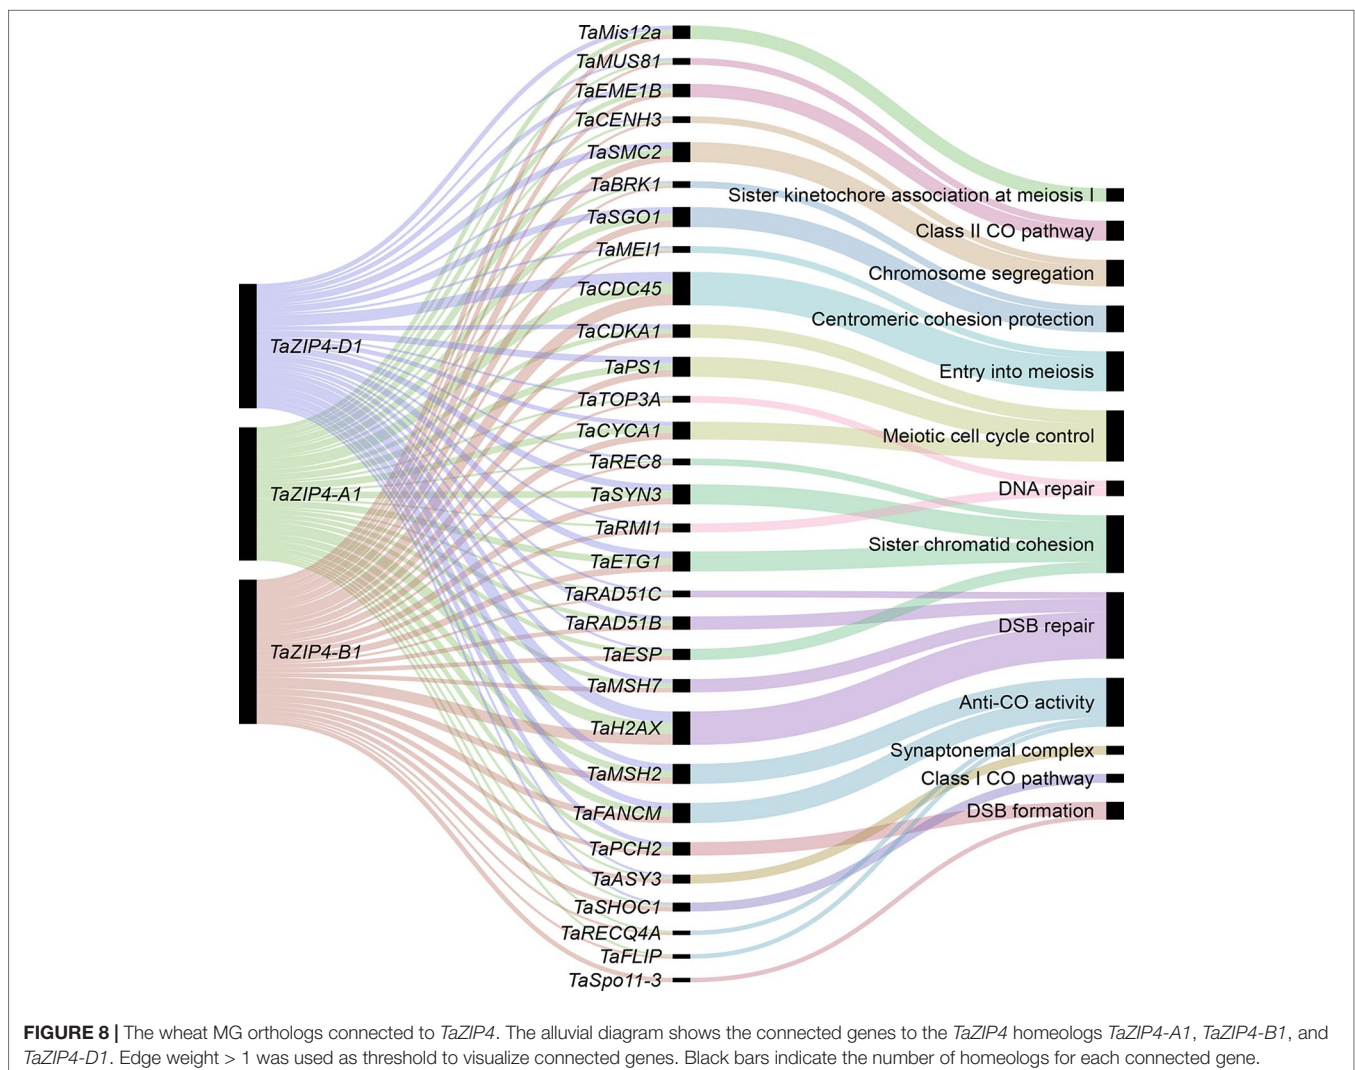 TaZIP4-D1
TaZIP4-A1
TaZIP4-B1
TaMis12a
TaMUS81
TaEME1B
TaCENH3
TaSMC2
TaBRK1
TaSGO1
TaMEI1
TaCDC45
TaCDKA1
TaPS1
TaTOP3A
TaCYCA1
TaREC8
TaSYN3
TaRMI1
TaETG1
TaRAD51C
TaRAD51B
TaESP
TaMSH7
TaH2AX
TaMSH2
TaFANCM
TaPCH2
TaASY3
TaSHOC1
TaRECQ4A
TaFLIP
TaSpo11-3
Sister kinetochore association at meiosis I
Class II CO pathway
Chromosome segregation
Centromeric cohesion protection
Entry into meiosis
Meiotic cell cycle control
DNA repair
Sister chromatid cohesion
DSB repair
Anti-CO activity
Synaptonemal complex
Class I CO pathway
DSB formation
FIGURE 8 | The wheat MG orthologs connected to TaZIP4. The alluvial diagram shows the connected genes to the TaZIP4 homeologs TaZIP4-A1, TaZIP4-B1, and
TaZIP4-D1. Edge weight > 1 was used as threshold to visualize connected genes. Black bars indicate the number of homeologs for each connected gene.